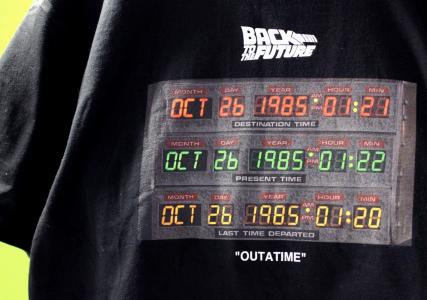 BACK
TO THE FUTURE
MONTH DAY YEAR HOUR MIN
OCT 26 1985 AM PM 01:21
DESTINATION TIME
MONTH DAY YEAR HOUR MIN
OCT 26 1985 AM PM 01:22
PRESENT TIME
MONTH DAY YEAR HOUR MIN
OCT 26 1985 AM PM 01:20
LAST TIME DEPARTED
"OUTATIME"